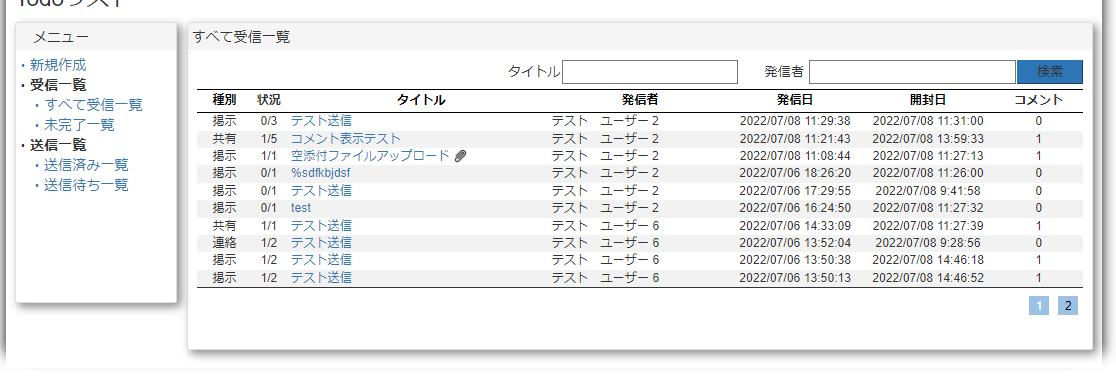 Todoリスト
メニュー
・新規作成
・受信一覧
・すべて受信一覧
・未完了一覧
・送信一覧
・送信済み一覧
・送信待ち一覧
すべて受信一覧
タイトル 発信者 検索
種別 状況 タイトル 発信者 発信日 開封日 コメント
掲示 0/3 テスト送信 テスト ユーザー 2 2022/07/08 11:29:38 2022/07/08 11:31:00 0
共有 1/5 コメント表示テスト テスト ユーザー 2 2022/07/08 11:21:43 2022/07/08 13:59:33 1
掲示 1/1 空添付ファイルアップロード テスト ユーザー 2 2022/07/08 11:08:44 2022/07/08 11:27:13 1
掲示 0/1 %sdfkbjdsf テスト ユーザー 2 2022/07/06 18:26:20 2022/07/08 11:26:00 0
掲示 0/1 テスト送信 テスト ユーザー 2 2022/07/06 17:29:55 2022/07/08 9:41:58 0
掲示 0/1 test テスト ユーザー 2 2022/07/06 16:24:50 2022/07/08 11:27:32 0
共有 1/1 テスト送信 テスト ユーザー 6 2022/07/06 14:33:09 2022/07/08 11:27:39 1
連絡 1/2 テスト送信 テスト ユーザー 6 2022/07/06 13:52:04 2022/07/08 9:28:56 0
掲示 1/2 テスト送信 テスト ユーザー 6 2022/07/06 13:50:38 2022/07/08 14:46:18 1
掲示 1/2 テスト送信 テスト ユーザー 6 2022/07/06 13:50:13 2022/07/08 14:46:52 1
1 2